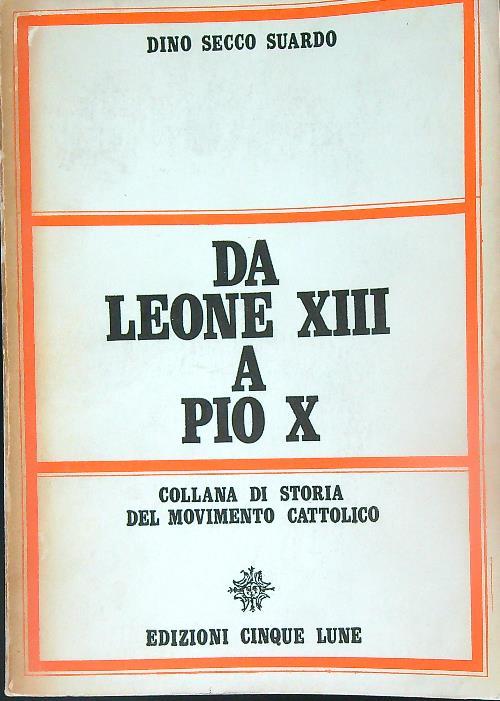 DINO SECCO SUARDO
DA
LEONE XIII
A
PIO X
COLLANA DI STORIA
DEL MOVIMENTO CATTOLICO
EDIZIONI CINQUE LUNE